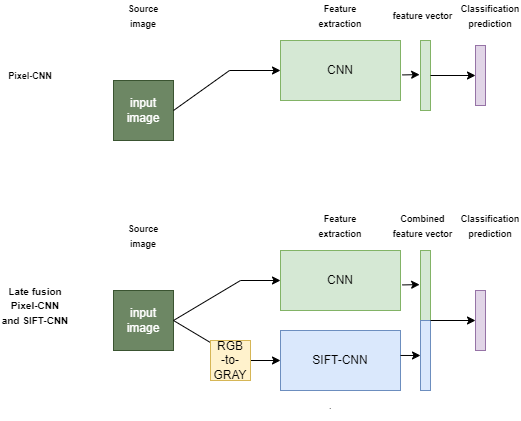 Source
image
Feature
extraction
feature vector
Classification
prediction
Pixel-CNN
input
image
CNN
Source
image
Feature
extraction
Combined
feature vector
Classification
prediction
Late fusion
Pixel-CNN
and SIFT-CNN
input
image
CNN
RGB
-to-
GRAY
SIFT-CNN
.